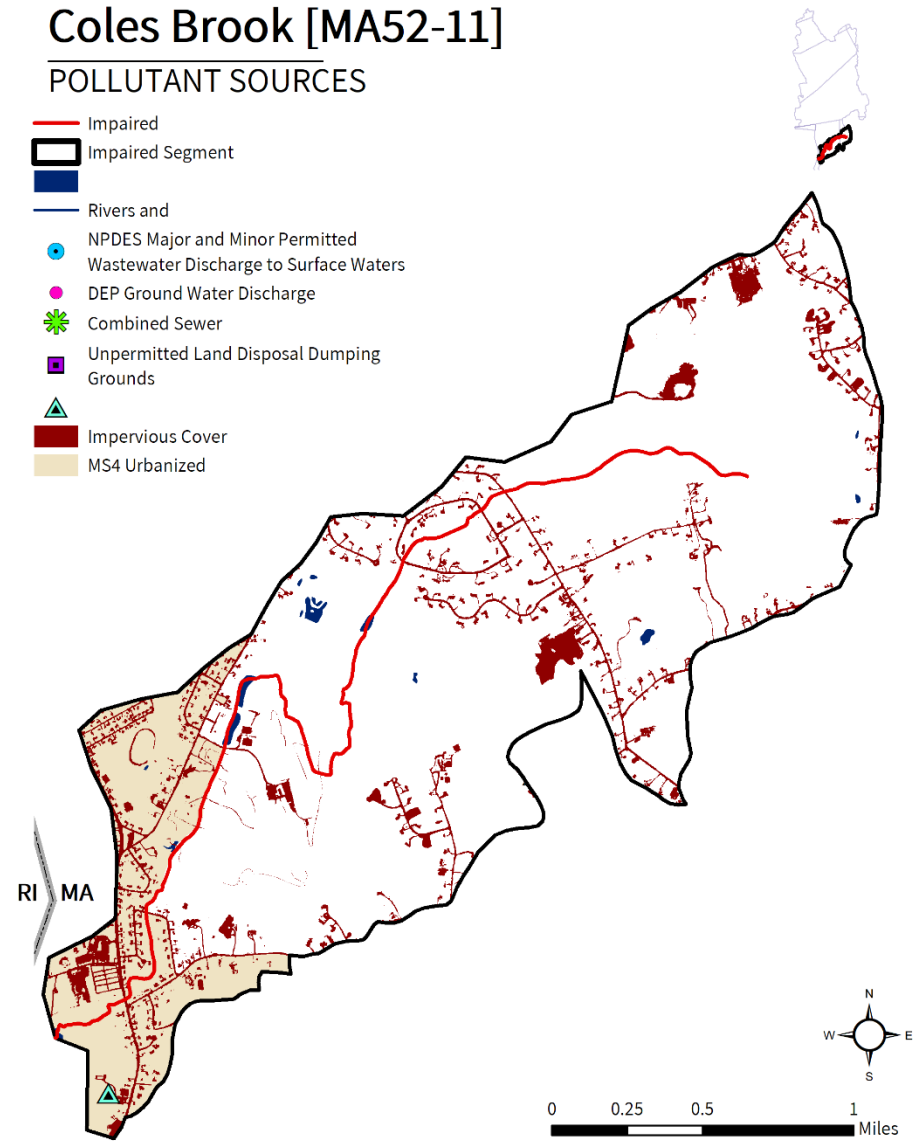 Coles Brook [MA52-11]
POLLUTANT SOURCES
Impaired
Impaired Segment
Rivers and
NPDES Major and Minor Permitted
Wastewater Discharge to Surface Waters
DEP Ground Water Discharge
Combined Sewer
Unpermitted Land Disposal Dumping
Grounds
Impervious Cover
MS4 Urbanized
RI MA
N
W E
S
0 0.25 0.5 1
Miles